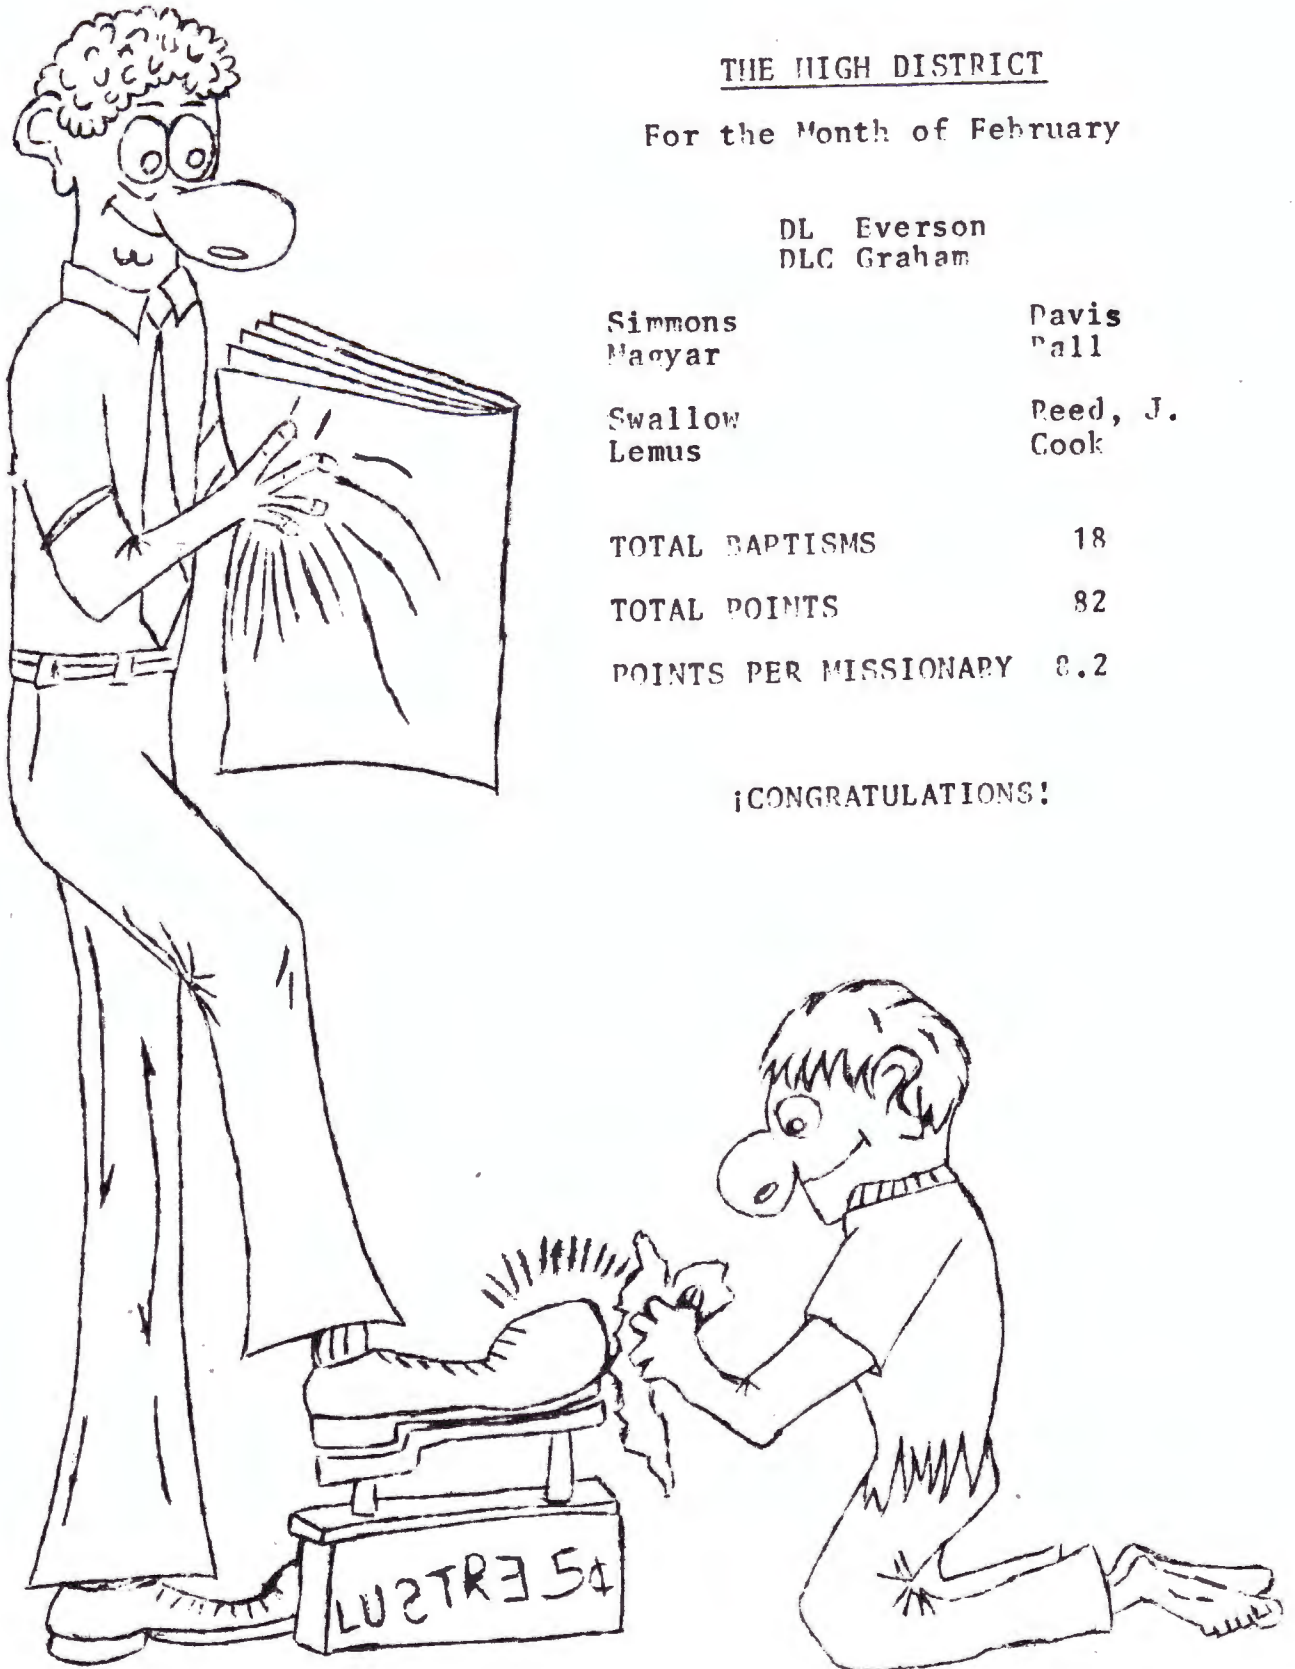 THE HIGH DISTRICT
For the Month of February
DL Everson
DLC Graham
Simmons Davis
Magyar Ball
Swallow Reed, J.
Lemus Cook
TOTAL BAPTISMS 18
TOTAL POINTS 82
POINTS PER MISSIONARY 8.2
¡CONGRATULATIONS!
LUSTRE 5¢